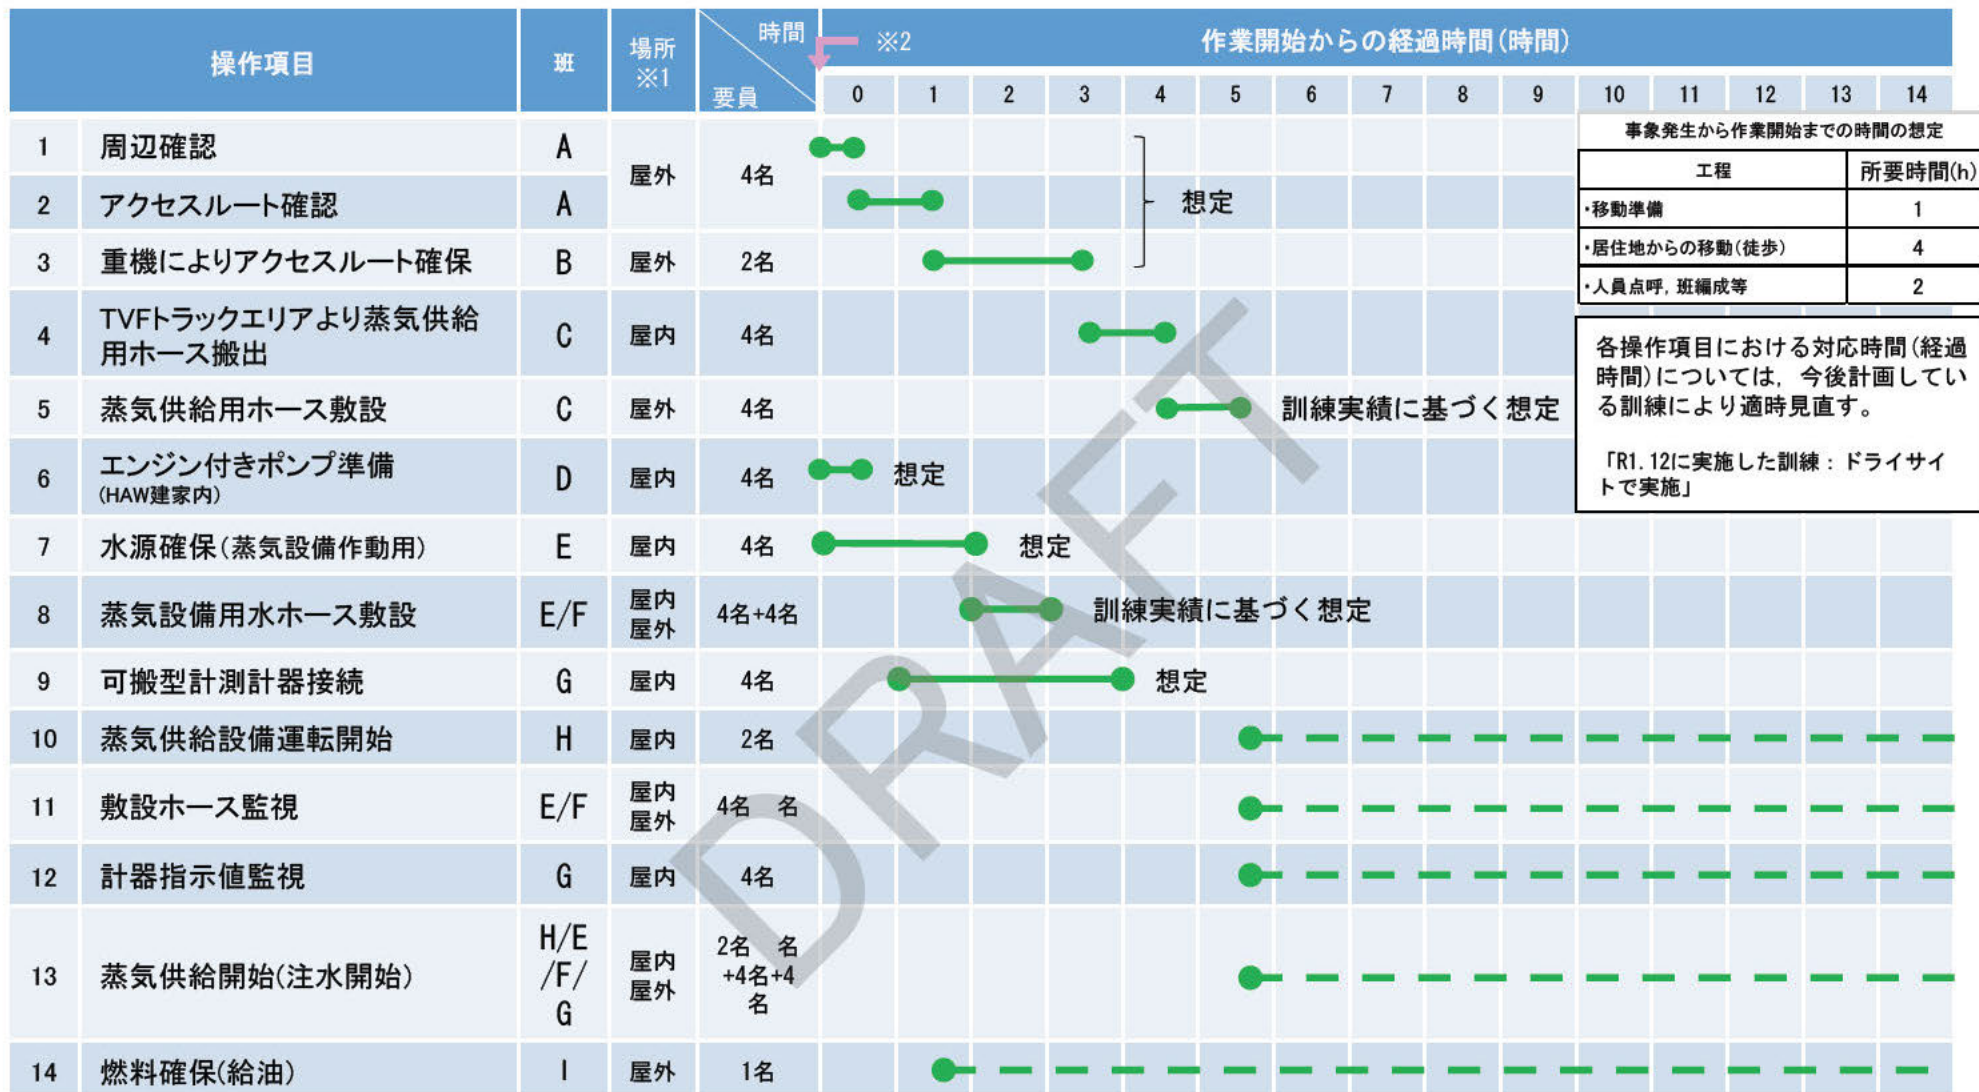 操作項目 班 場所 ※1 時間 要員 ※2 作業開始からの経過時間(時間)
0 1 2 3 4 5 6 7 8 9 10 11 12 13 14
1 周辺確認 A 屋外 4名
2 アクセスルート確認 A
想定
3 重機によりアクセスルート確保 B 屋外 2名
4 TVFトラックエリアより蒸気供給
用ホース搬出 C 屋内 4名
5 蒸気供給用ホース敷設 C 屋外 4名 訓練実績に基づく想定
6 エンジン付きポンプ準備
(HAW建家内) D 屋内 4名 想定
7 水源確保(蒸気設備作動用) E 屋内 4名 想定
8 蒸気設備用水ホース敷設 E/F 屋内
屋外 4名+4名 訓練実績に基づく想定
9 可搬型計測計器接続 G 屋内 4名 想定
10 蒸気供給設備運転開始 H 屋内 2名
11 敷設ホース監視 E/F 屋内
屋外 4名 名
12 計器指示値監視 G 屋内 4名
13 蒸気供給開始(注水開始) H/E
/F/
G 屋内
屋外 2名 名
+4名+4
名
14 燃料確保(給油) I 屋外 1名
事象発生から作業開始までの時間の想定
工程 所要時間(h)
・移動準備 1
・居住地からの移動(徒歩) 4
・人員点呼，班編成等 2
各操作項目における対応時間(経過
時間)については，今後計画してい
る訓練により適時見直す。
「R1.12に実施した訓練：ドライサイ
トで実施」
DRAFT